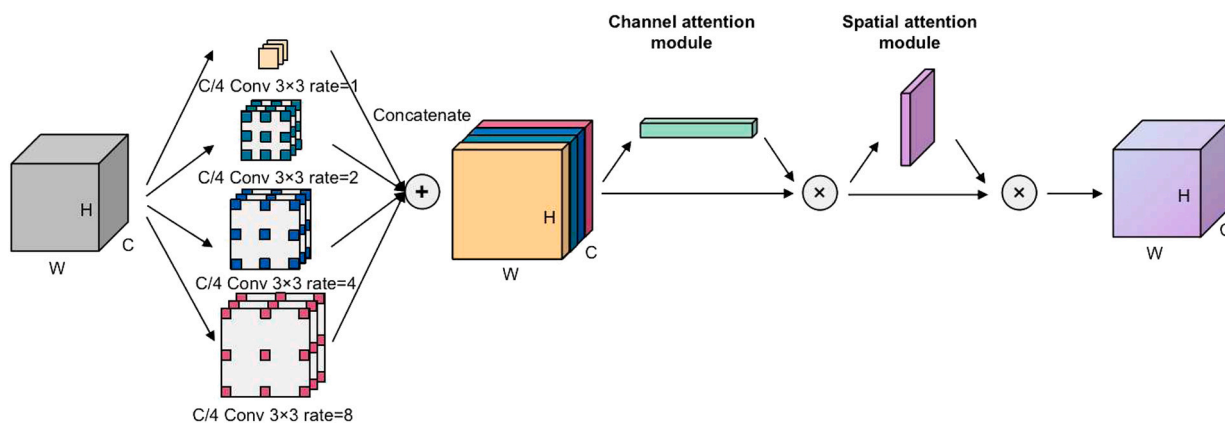 H
C
W
C/4 Conv 3×3 rate=1
C/4 Conv 3×3 rate=2
C/4 Conv 3×3 rate=4
C/4 Conv 3×3 rate=8
Concatenate
+
H
C
W
Channel attention
module
×
Spatial attention
module
×
H
C
W